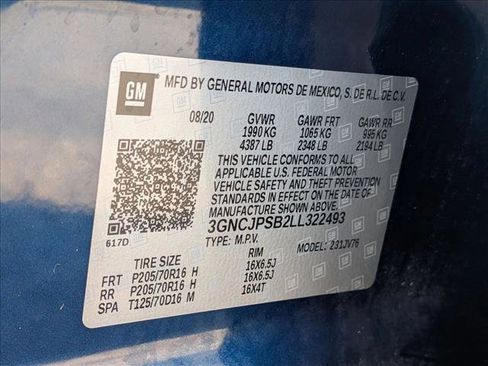 GM
MFD BY GENERAL MOTORS DE MEXICO, S. DE R.L. DE C.V.
08/20 GVWR GAWR FRT GAWR RR
1990 KG 1065 KG 995 KG
4387 LB 2348 LB 2194 LB
THIS VEHICLE CONFORMS TO ALL
APPLICABLE U.S. FEDERAL MOTOR
VEHICLE SAFETY AND THEFT PREVENTION
STANDARDS IN EFFECT ON THE DATE OF
MANUFACTURE SHOWN ABOVE.
3GNCJPSB2LL322493
617D TYPE: M.P.V. MODEL: 231JV76
TIRE SIZE RIM
FRT P205/70R16 H 16X6.5J
RR P205/70R16 H 16X6.5J
SPA T125/70D16 M 16X4T